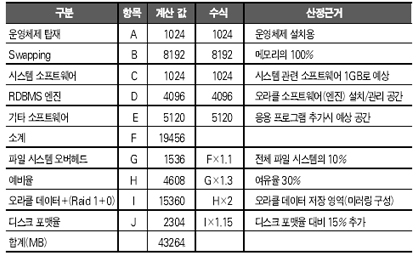 구분 항목 계산 값 수식 산정근거
운영체제 탑재 A 1024 1024 운영체제 설치용
Swapping B 8192 8192 메모리의 100%
시스템 소프트웨어 C 1024 1024 시스템 관련 소프트웨어 1GB로 예상
RDBMS 엔진 D 4096 4096 오라클 소프트웨어(엔진) 설치/관리 공간
기타 소프트웨어 E 5120 5120 응용 프로그램 추가시 예상 공간
소계 F 19456
파일 시스템 오버헤드 G 1536 F×1.1 전체 파일 시스템의 10%
예비율 H 4608 G×1.3 여유율 30%
오라클 데이터+(Raid 1+0) I 15360 H×2 오라클 데이터 저장 영역(미러링 구성)
디스크 포맷율 J 2304 I×1.15 디스크 포맷율 대비 15% 추가
합계(MB) 43264